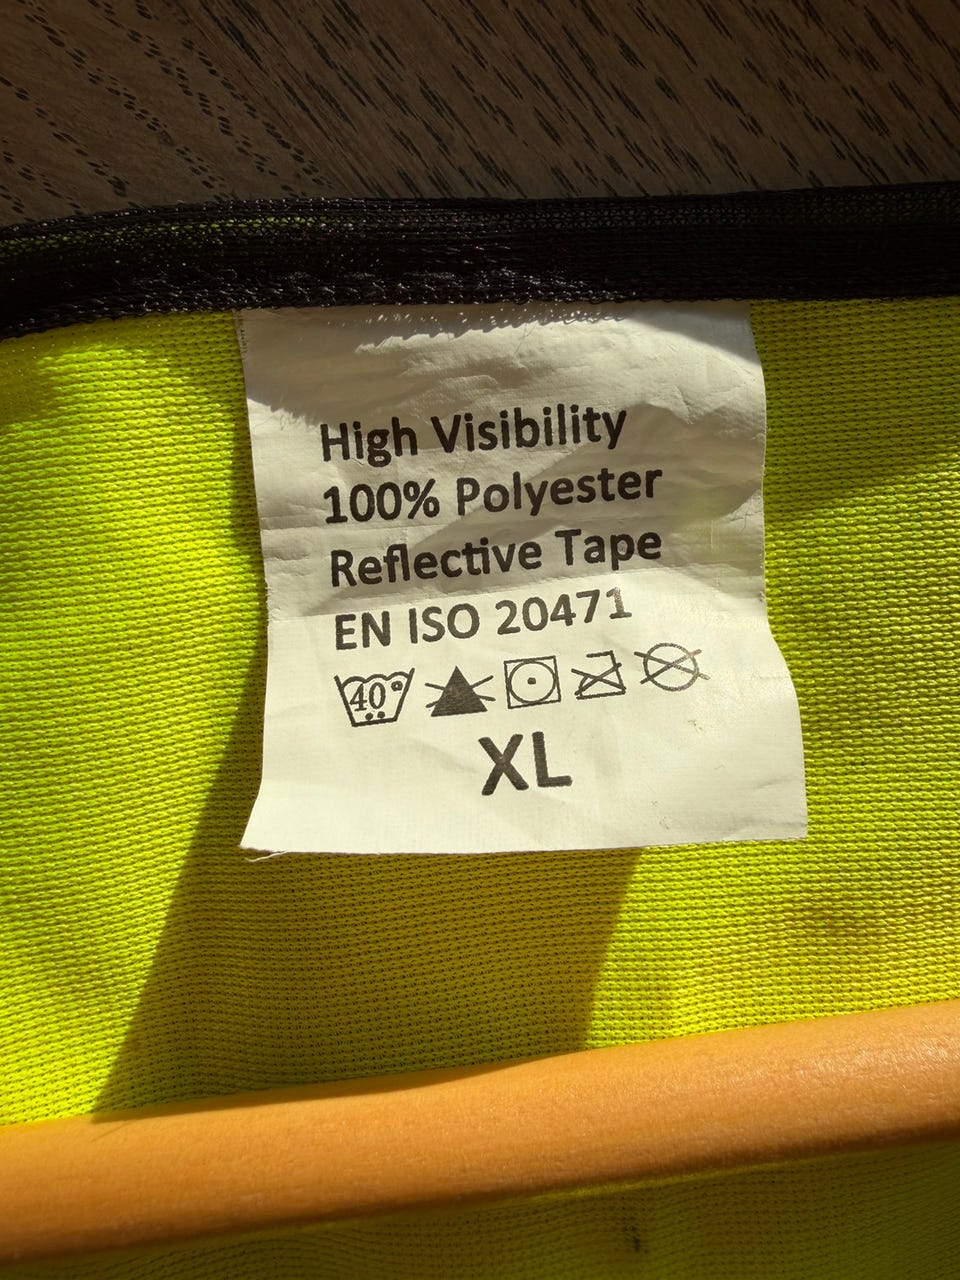 High Visibility
100% Polyester
Reflective Tape
EN ISO 20471
40°
XL